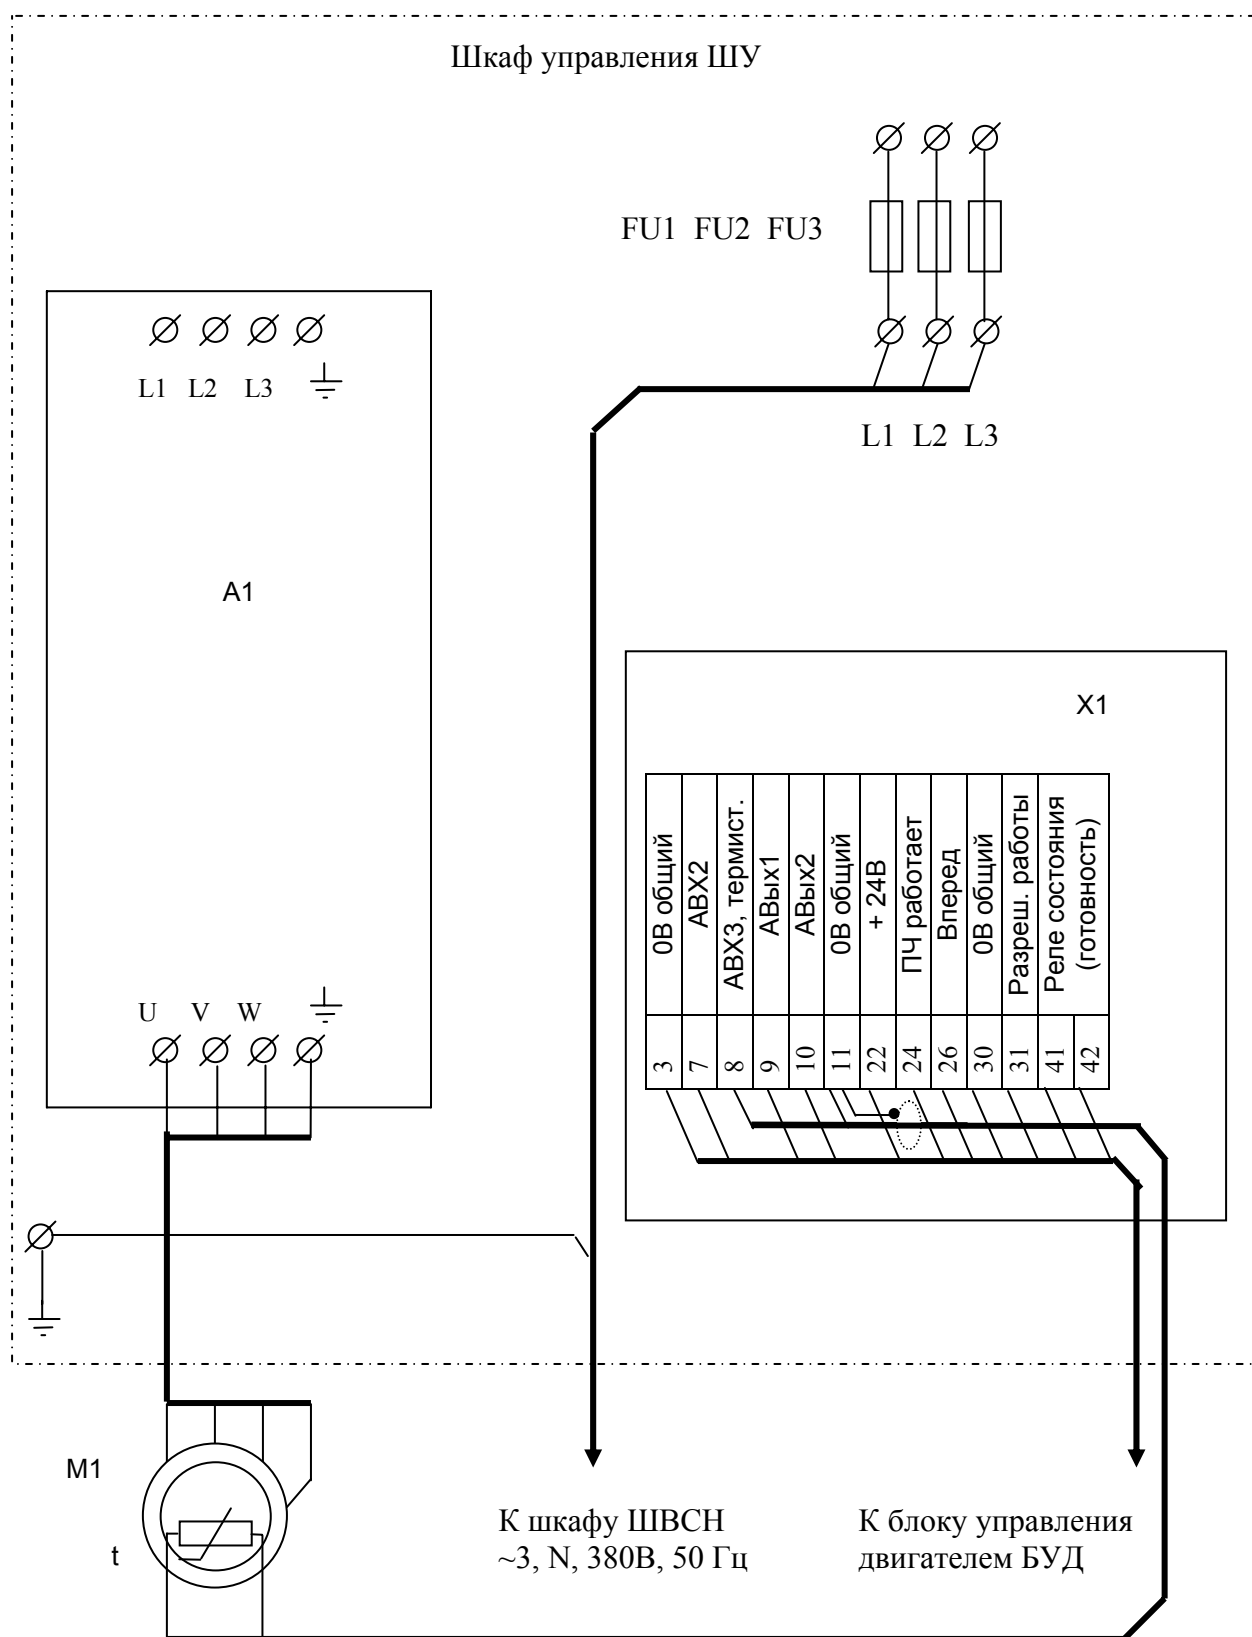 Шкаф управления ШУ
FU1 FU2 FU3
L1 L2 L3
L1 L2 L3
A1
X1
0В общий
АВХ2
АВХ3, термист.
АВых1
АВых2
0В общий
+ 24В
ПЧ работает
Вперед
0В общий
Разреш. работы
Реле состояния
(готовность)
3
7
8
9
10
11
22
24
26
30
31
41
42
U V W
M1
t
К шкафу ШВСН
~3, N, 380В, 50 Гц
К блоку управления
двигателем БУД